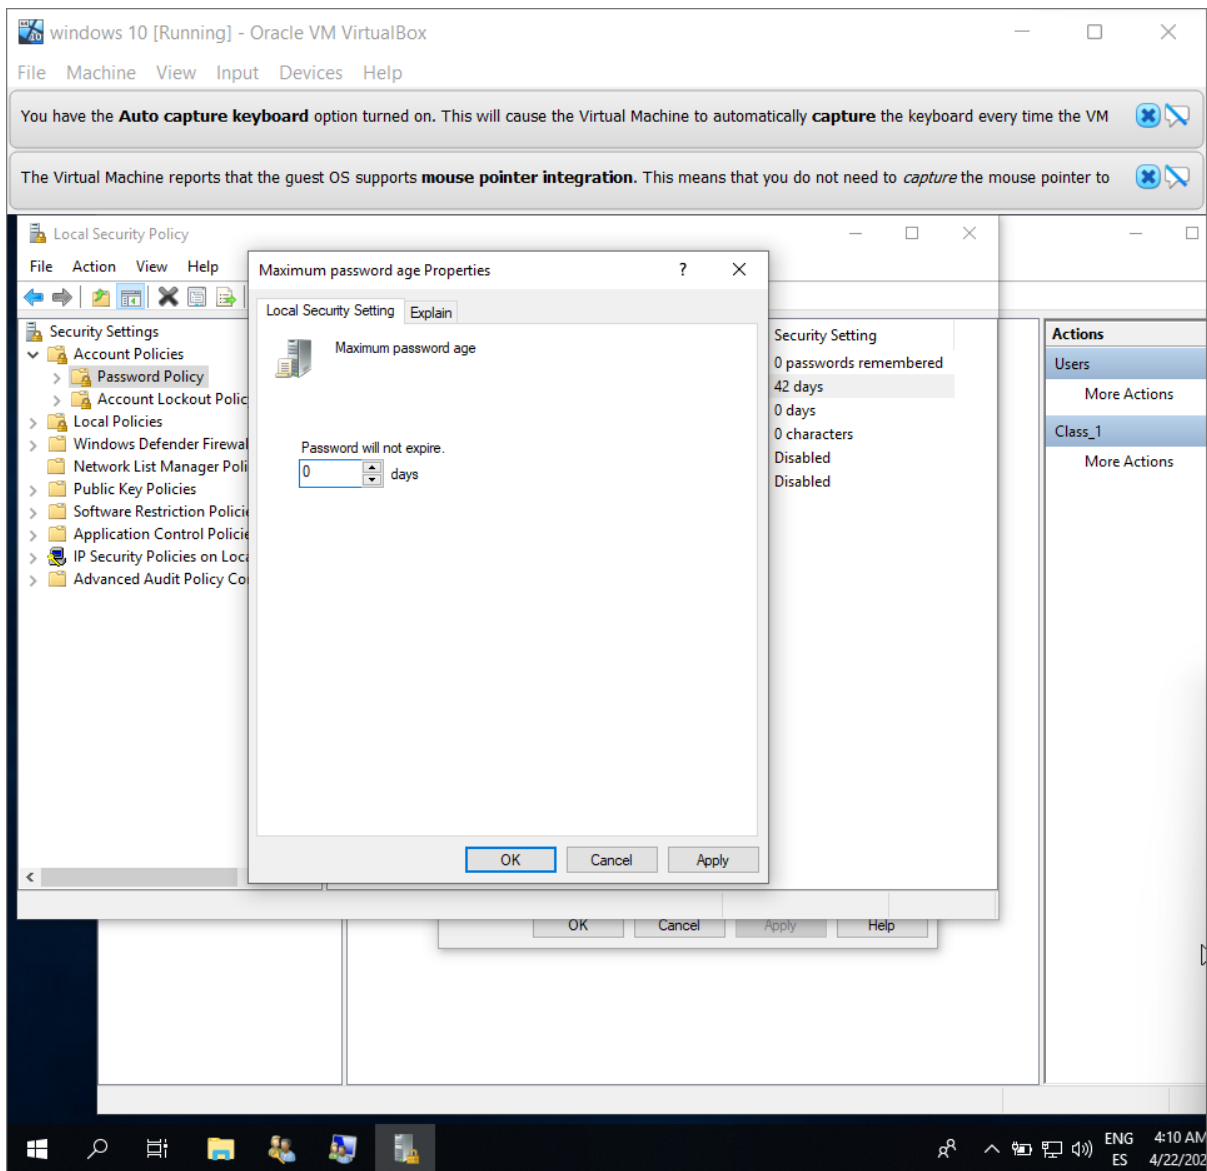 windows 10 [Running] - Oracle VM VirtualBox
File Machine View Input Devices Help
You have the Auto capture keyboard option turned on. This will cause the Virtual Machine to automatically capture the keyboard every time the VM
The Virtual Machine reports that the guest OS supports mouse pointer integration. This means that you do not need to capture the mouse pointer to
Local Security Policy
File Action View Help
Security Settings
Account Policies
Password Policy
Account Lockout Polic
Local Policies
Windows Defender Firewal
Network List Manager Poli
Public Key Policies
Software Restriction Policie
Application Control Policie
IP Security Policies on Loca
Advanced Audit Policy Co
Maximum password age Properties ?
Local Security Setting Explain
Maximum password age
Password will not expire.
0 days
OK Cancel Apply
Security Setting
0 passwords remembered
42 days
0 days
0 characters
Disabled
Disabled
Actions
Users
More Actions
Class_1
More Actions
OK Cancel Apply Help
ENG 4:10 AM
ES 4/22/202